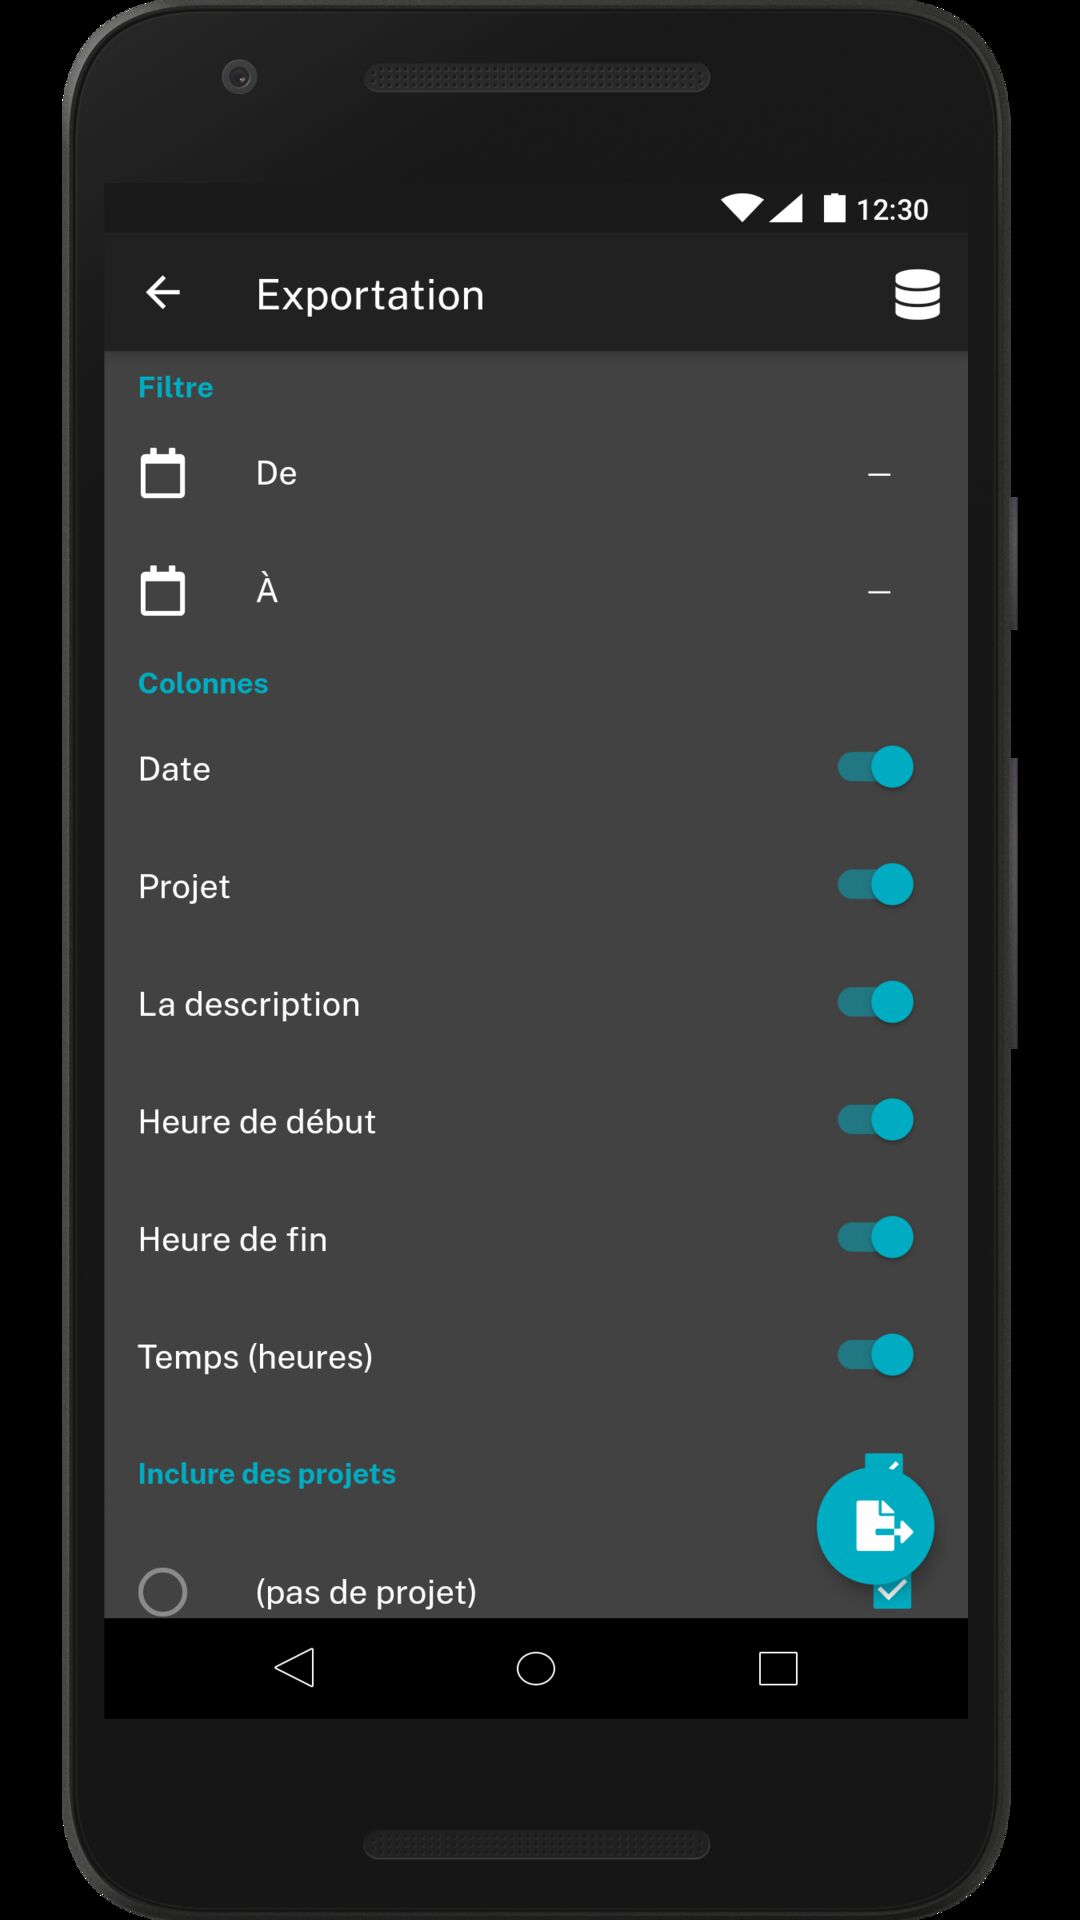 12:30
Exportation
Filtre
De –
À –
Colonnes
Date
Projet
La description
Heure de début
Heure de fin
Temps (heures)
Inclure des projets
(pas de projet)